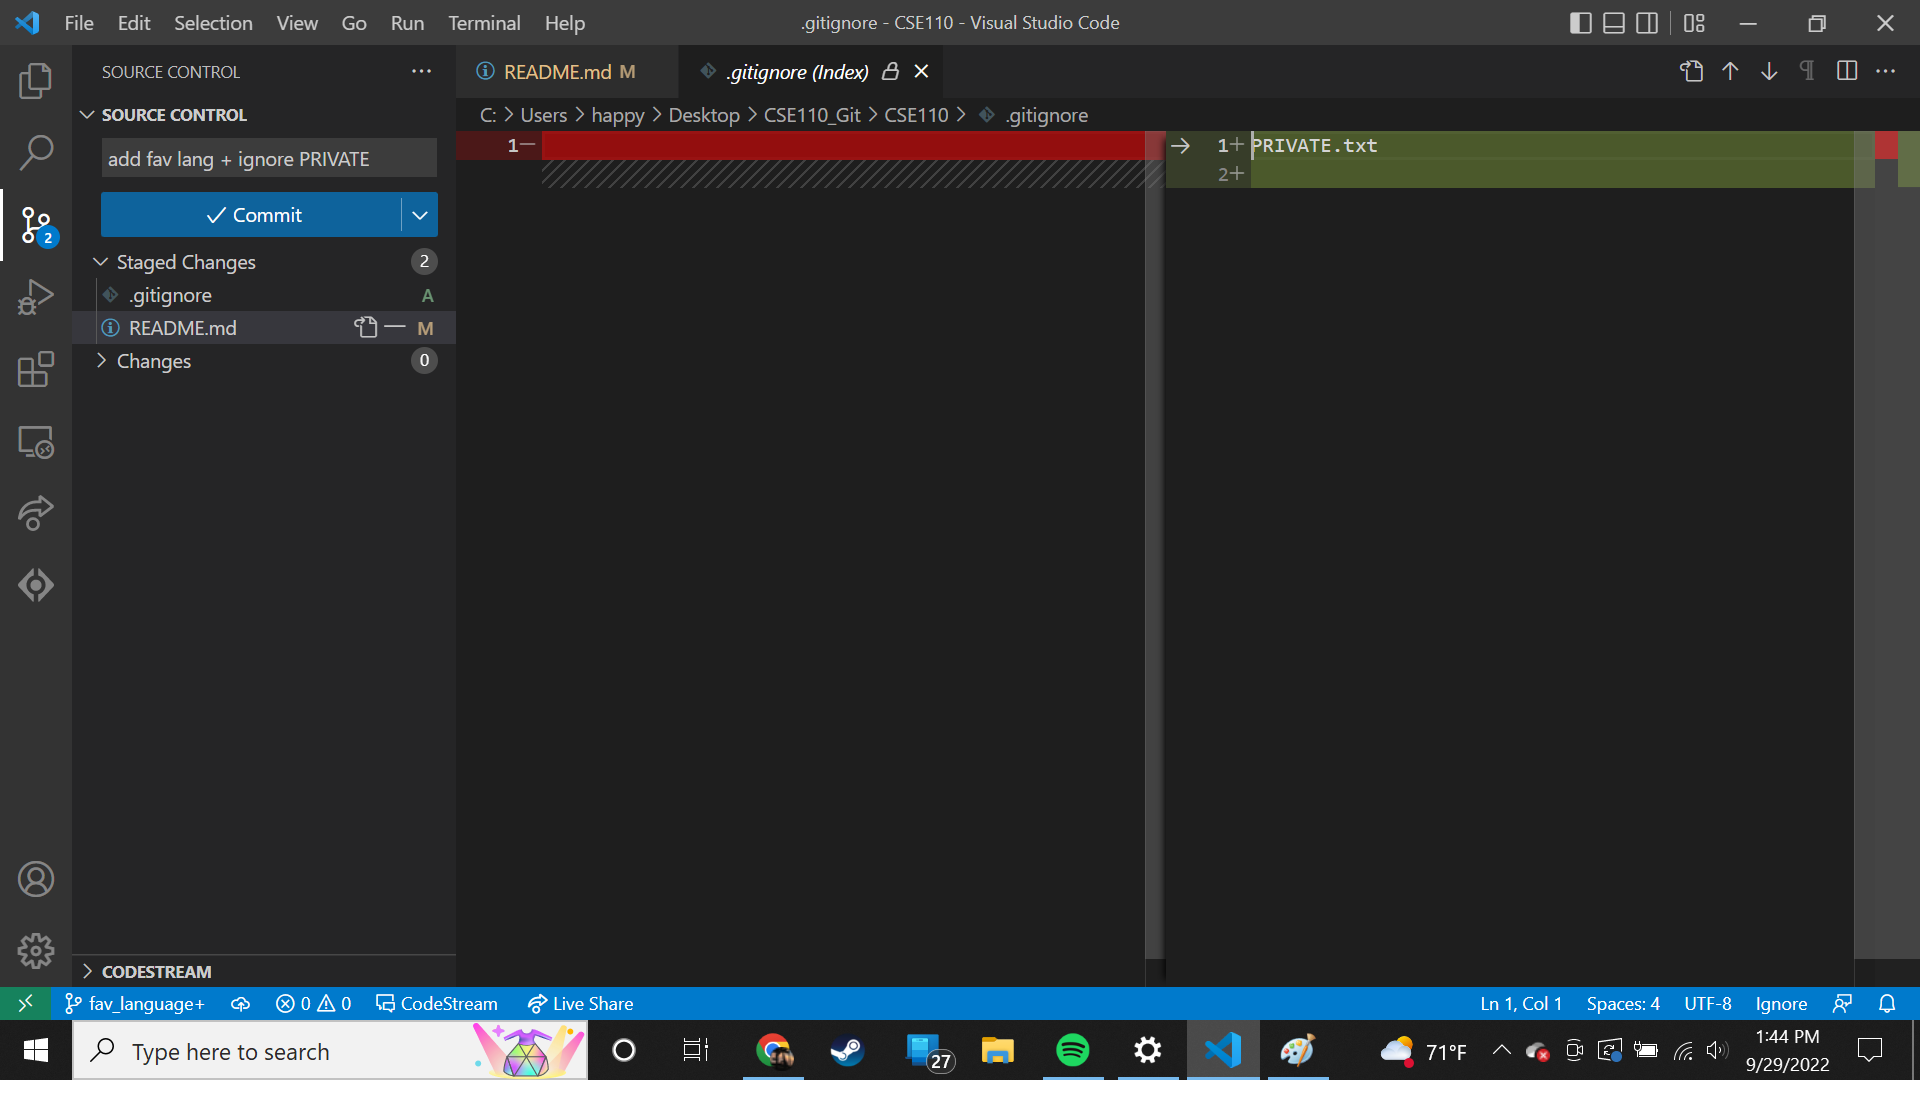 File Edit Selection View Go Run Terminal Help
.gitignore - CSE110 - Visual Studio Code
SOURCE CONTROL
README.md M
.gitignore (Index)
SOURCE CONTROL
C: > Users > happy > Desktop > CSE110_Git > CSE110 > .gitignore
add fav lang + ignore PRIVATE
1—
1+ PRIVATE.txt
2+
Commit
2
Staged Changes 2
.gitignore A
README.md M
Changes 0
CODESTREAM
fav_language+ 0 0 CodeStream Live Share
Ln 1, Col 1 Spaces: 4 UTF-8 Ignore
Type here to search
27
71°F
1:44 PM
9/29/2022